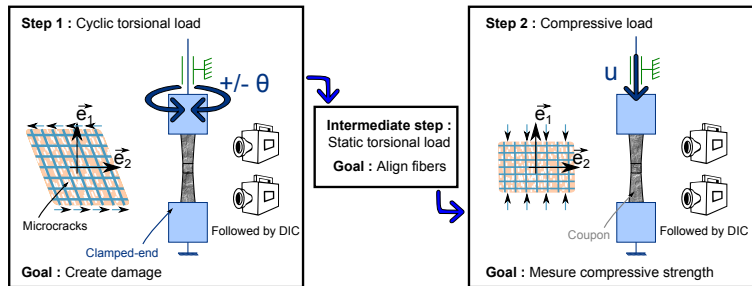 Step 1 : Cyclic torsional load
+/- θ
e1
e2
Microcracks
Clamped-end
Followed by DIC
Goal : Create damage
Intermediate step :
Static torsional load
Goal : Align fibers
Step 2 : Compressive load
u
e1
e2
Coupon
Followed by DIC
Goal : Mesure compressive strength